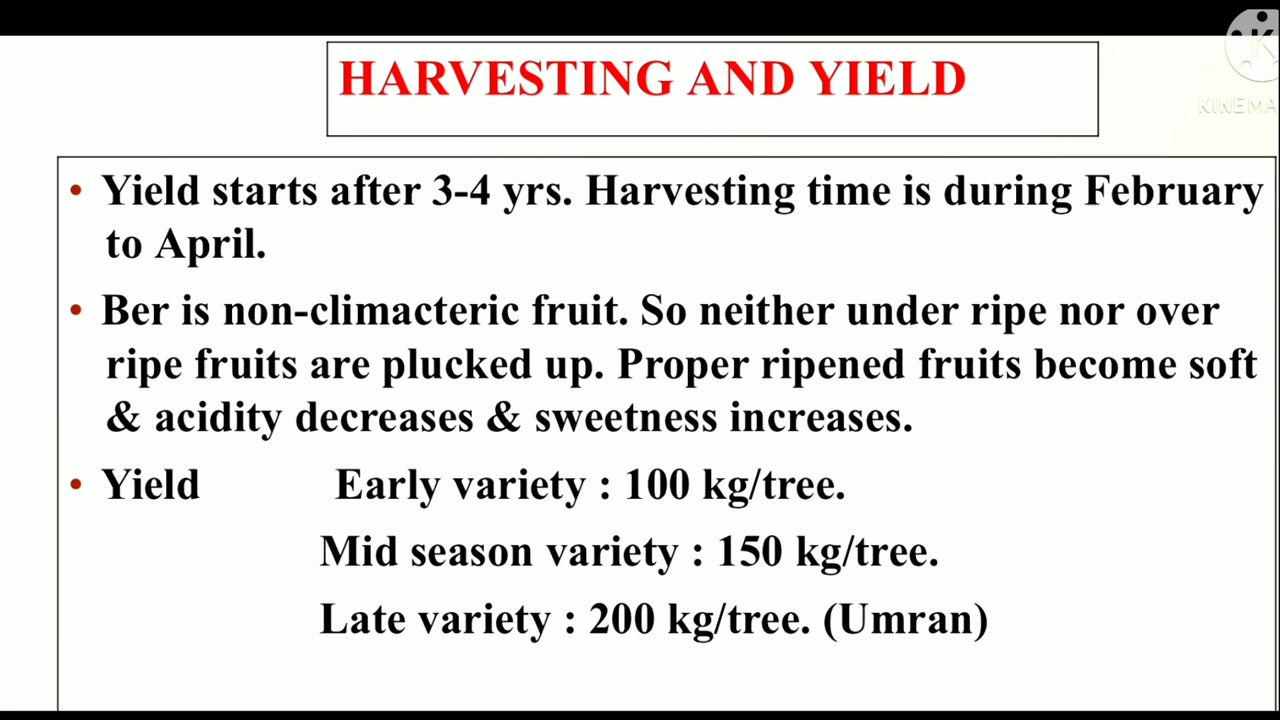 HARVESTING AND YIELD
KINEMA
• Yield starts after 3-4 yrs. Harvesting time is during February
to April.
• Ber is non-climacteric fruit. So neither under ripe nor over
ripe fruits are plucked up. Proper ripened fruits become soft
& acidity decreases & sweetness increases.
• Yield Early variety : 100 kg/tree.
Mid season variety : 150 kg/tree.
Late variety : 200 kg/tree. (Umran)